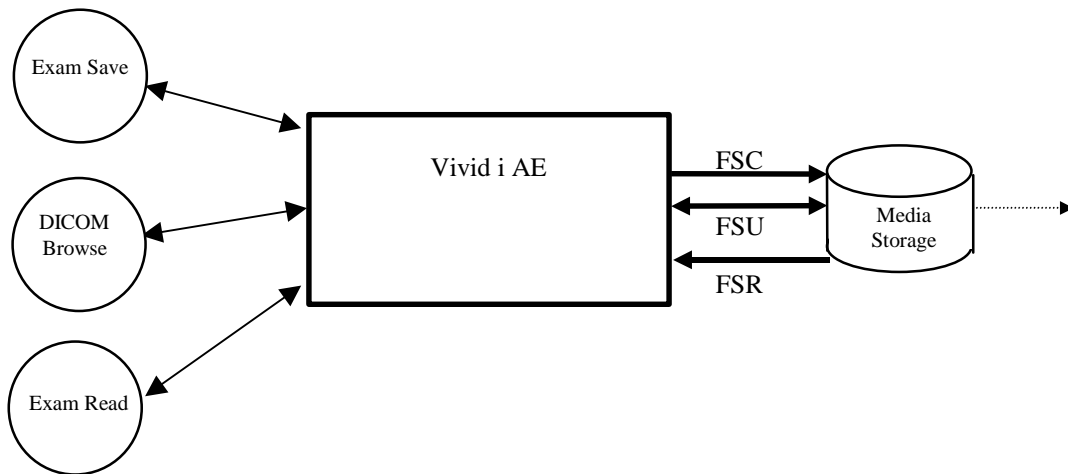 Exam Save
DICOM
Browse
Exam Read
Vivid i AE
FSC
FSU
FSR
Media
Storage